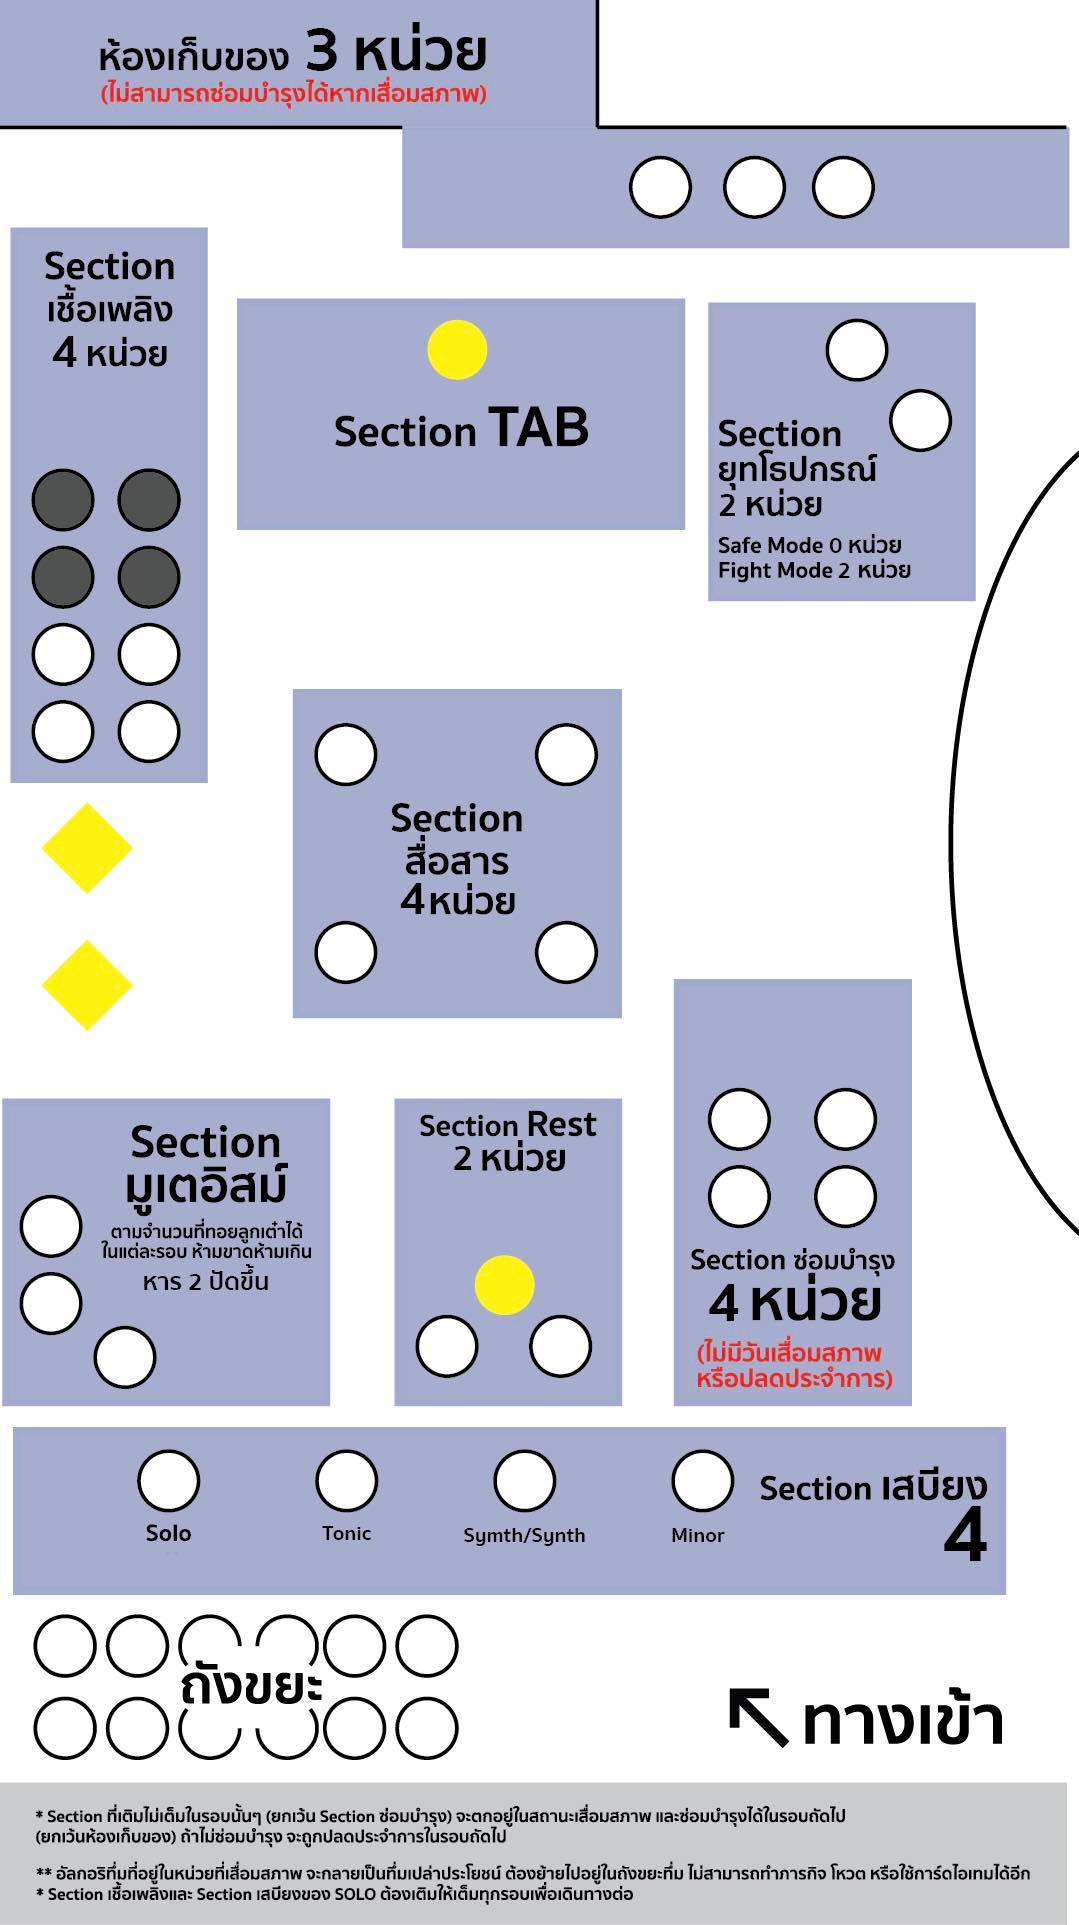 ห้องเก็บของ 3 หน่วย
(ไม่สามารถซ่อมบำรุงได้หากเสื่อมสภาพ)
Section
เชื้อเพลิง
4 หน่วย
Section TAB
Section
ยุทโธปกรณ์
2 หน่วย
Safe Mode 0 หน่วย
Fight Mode 2 หน่วย
Section
สื่อสาร
4 หน่วย
Section
มูเตอิสม์
ตามจำนวนที่ทอยลูกเต๋าได้
ในแต่ละรอบ ห้ามขาดห้ามเกิน
หาร 2 ปัดขึ้น
Section Rest
2 หน่วย
Section ซ่อมบำรุง
4 หน่วย
(ไม่มีวันเสื่อมสภาพ
หรือปลดประจำการ)
Section เสบียง
4
Solo
Tonic
Symth/Synth
Minor
ถังขยะ
ทางเข้า
* Section ที่เติมไม่เต็มในรอบนั้นๆ (ยกเว้น Section ซ่อมบำรุง) จะตกอยู่ในสถานะเสื่อมสภาพ และซ่อมบำรุงได้ในรอบถัดไป
(ยกเว้นห้องเก็บของ) ถ้าไม่ซ่อมบำรุง จะถูกปลดประจำการในรอบถัดไป
** อัลกอริทึ่มที่อยู่ในหน่วยที่เสื่อมสภาพ จะกลายเป็นทึ่มเปล่าประโยชน์ ต้องย้ายไปอยู่ในถังขยะทึ่ม ไม่สามารถทำภารกิจ โหวต หรือใช้การ์ดไอเทมได้อีก
* Section เชื้อเพลิงและ Section เสบียงของ SOLO ต้องเติมให้เต็มทุกรอบเพื่อเดินทางต่อ